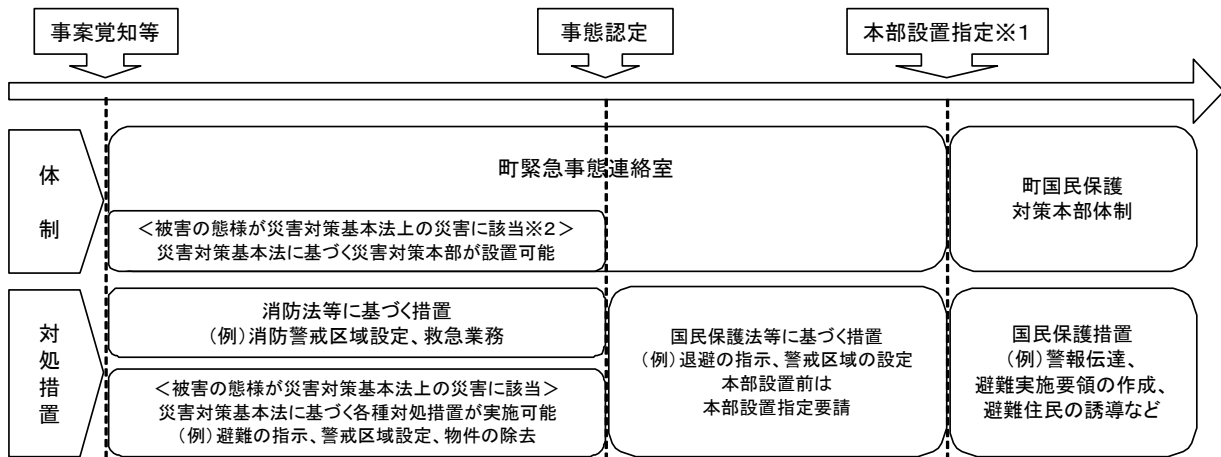 事案覚知等
事態認定
本部設置指定※1
体
制
町緊急事態連絡室
<被害の態様が災害対策基本法上の災害に該当※2>
災害対策基本法に基づく災害対策本部が設置可能
町国民保護
対策本部体制
対
処
措
置
消防法等に基づく措置
(例)消防警戒区域設定、救急業務
<被害の態様が災害対策基本法上の災害に該当>
災害対策基本法に基づく各種対処措置が実施可能
(例)避難の指示、警戒区域設定、物件の除去
国民保護法等に基づく措置
(例)退避の指示、警戒区域の設定
本部設置前は
本部設置指定要請
国民保護措置
(例)警報伝達、
避難実施要領の作成、
避難住民の誘導など